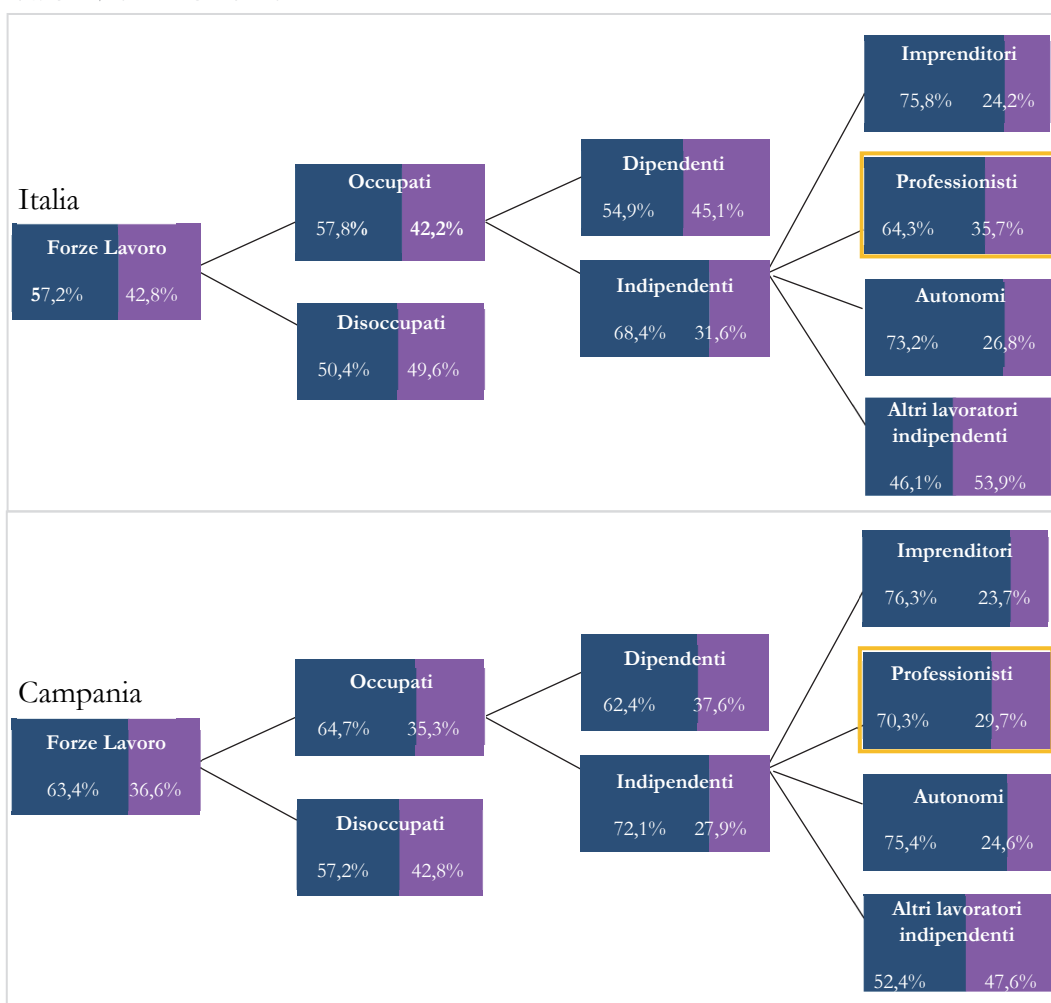 Italia
Forze Lavoro
57,2% 42,8%
Occupati
57,8% 42,2%
Disoccupati
50,4% 49,6%
Dipendenti
54,9% 45,1%
Indipendenti
68,4% 31,6%
Imprenditori
75,8% 24,2%
Professionisti
64,3% 35,7%
Autonomi
73,2% 26,8%
Altri lavoratori
indipendenti
46,1% 53,9%
Campania
Forze Lavoro
63,4% 36,6%
Occupati
64,7% 35,3%
Disoccupati
57,2% 42,8%
Dipendenti
62,4% 37,6%
Indipendenti
72,1% 27,9%
Imprenditori
76,3% 23,7%
Professionisti
70,3% 29,7%
Autonomi
75,4% 24,6%
Altri lavoratori
indipendenti
52,4% 47,6%